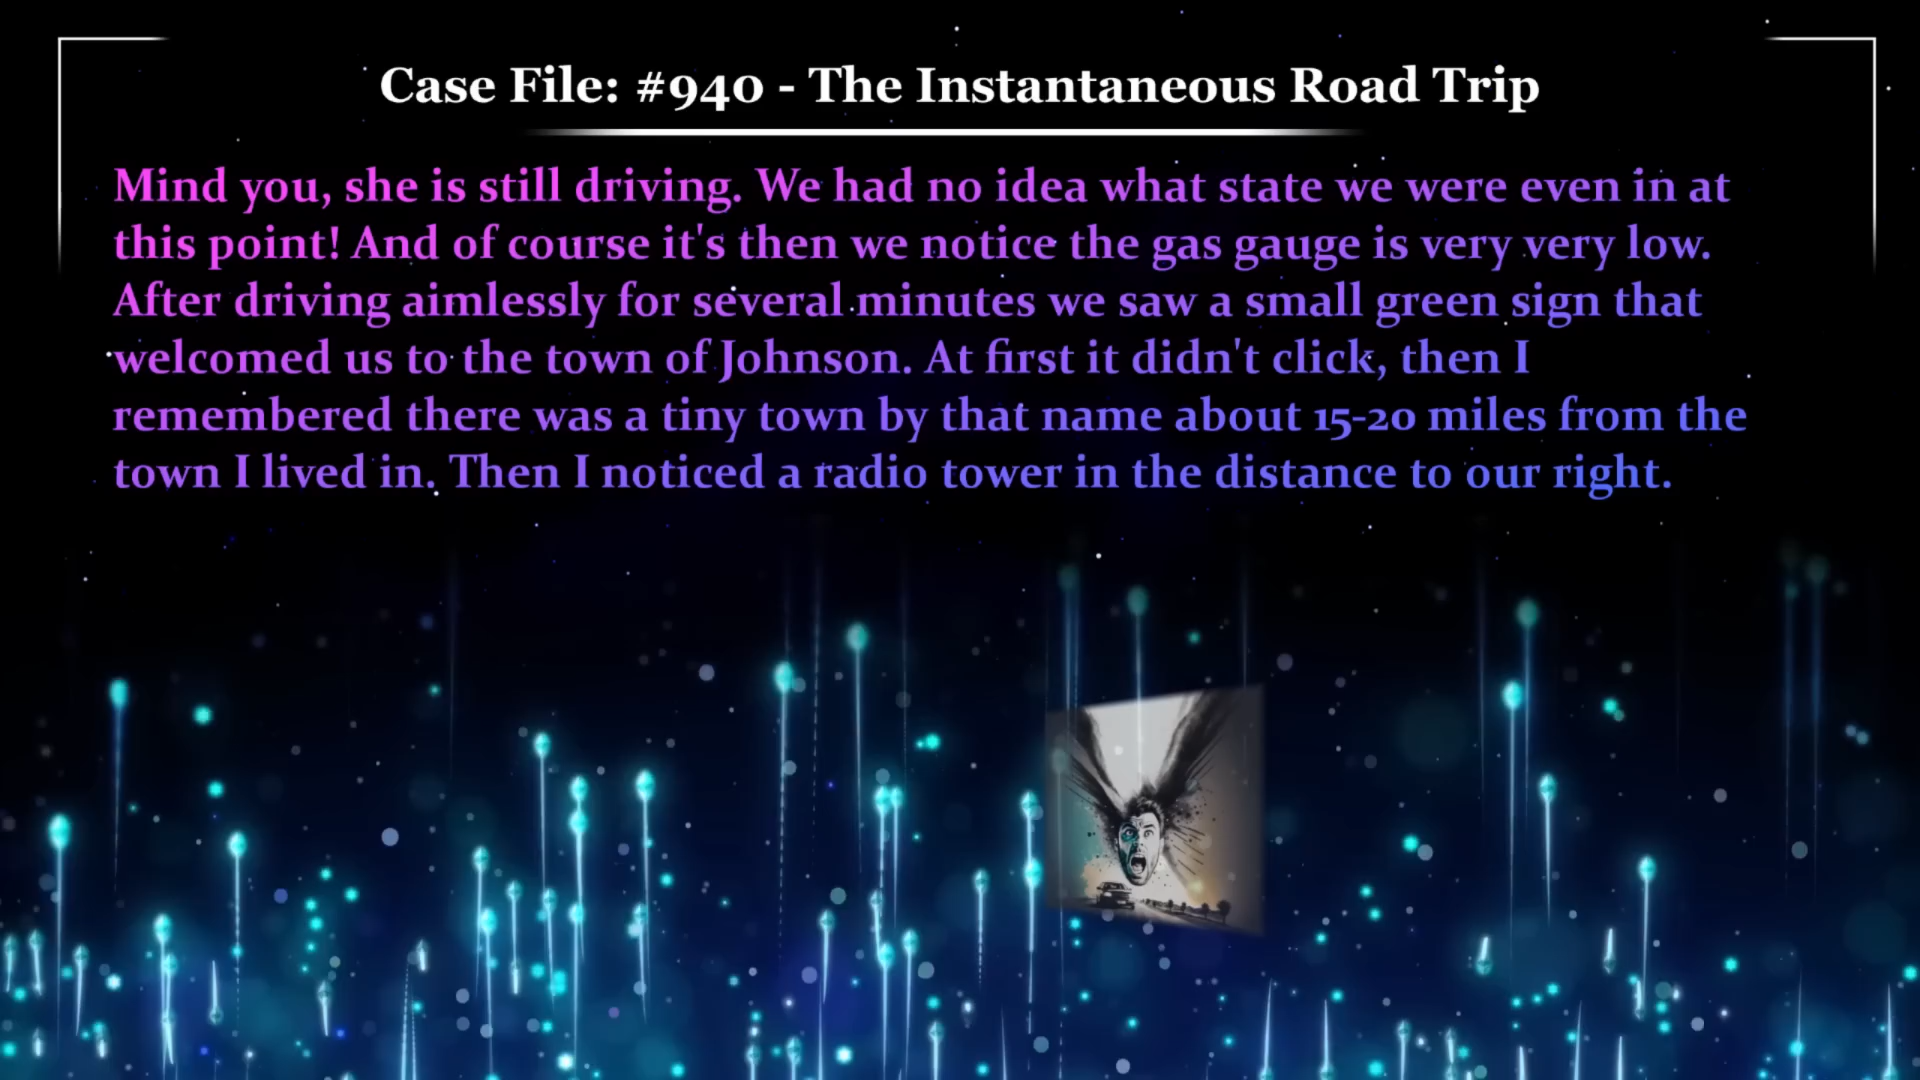 Case File: #940 - The Instantaneous Road Trip
Mind you, she is still driving. We had no idea what state we were even in at
this point! And of course it's then we notice the gas gauge is very very low.
After driving aimlessly for several minutes we saw a small green sign that
welcomed us to the town of Johnson. At first it didn't click, then I
remembered there was a tiny town by that name about 15-20 miles from the
town I lived in. Then I noticed a radio tower in the distance to our right.